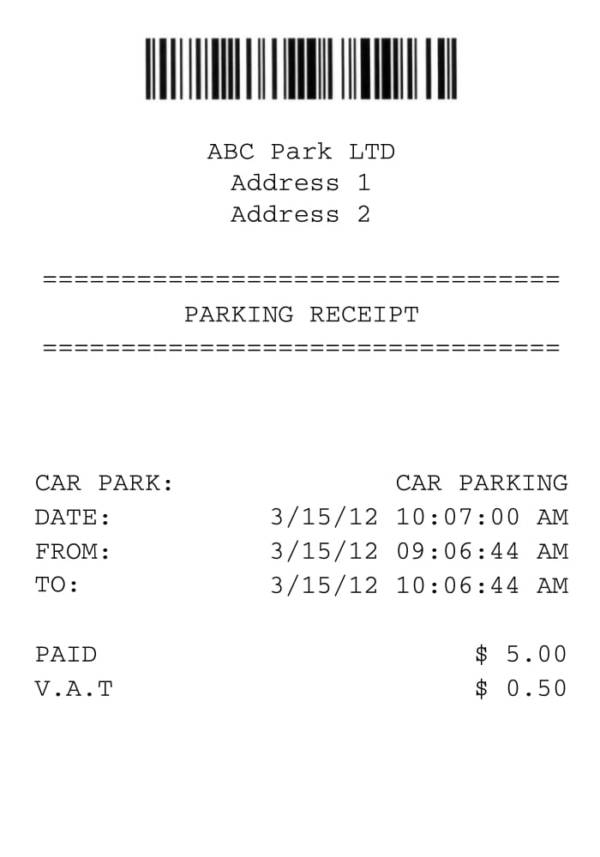 ABC Park LTD
Address 1
Address 2
=================================
PARKING RECEIPT
=================================
CAR PARK: CAR PARKING
DATE: 3/15/12 10:07:00 AM
FROM: 3/15/12 09:06:44 AM
TO: 3/15/12 10:06:44 AM
PAID $ 5.00
V.A.T $ 0.50